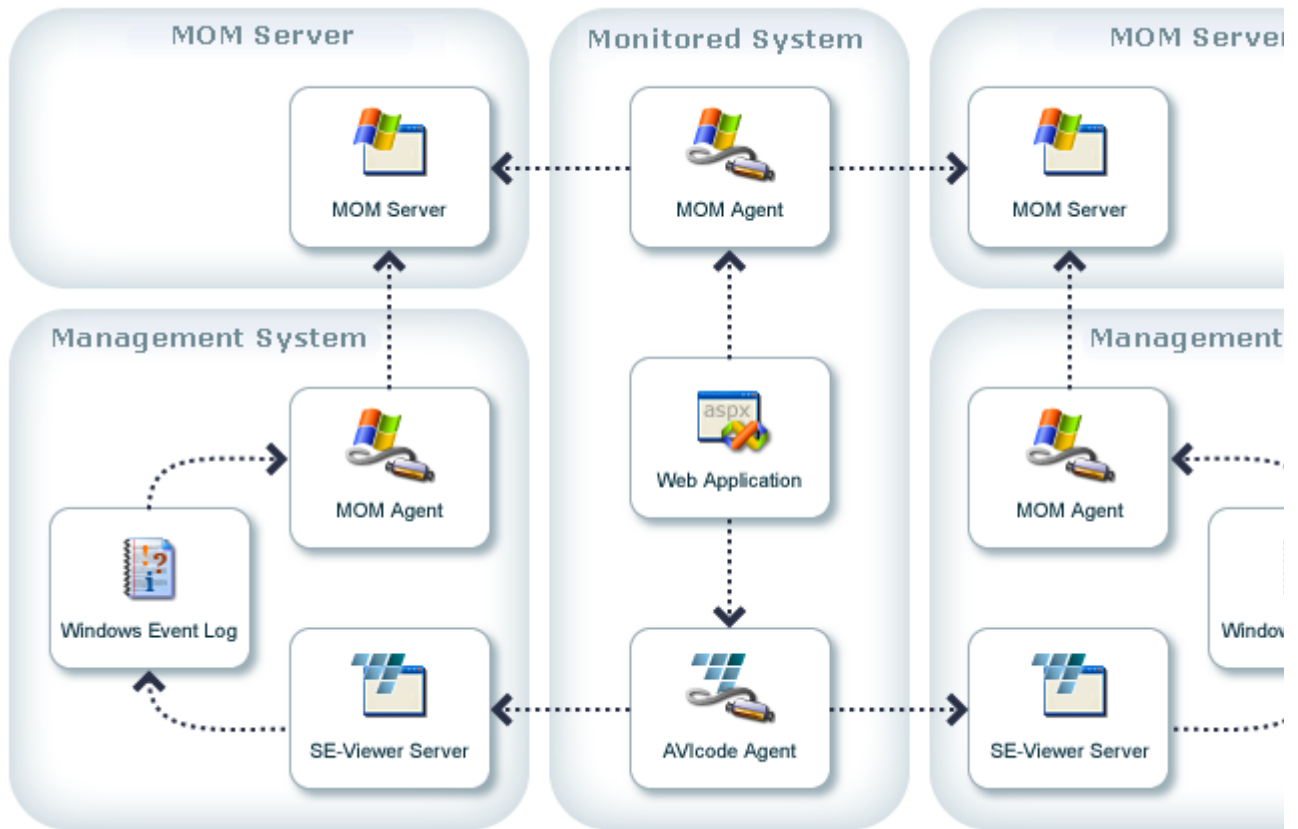 MOM Server
Monitored System
MOM Server
MOM Server
MOM Agent
MOM Server
Management System
Management
aspx
MOM Agent
Web Application
MOM Agent
Windows Event Log
Window
SE-Viewer Server
AVIcode Agent
SE-Viewer Server